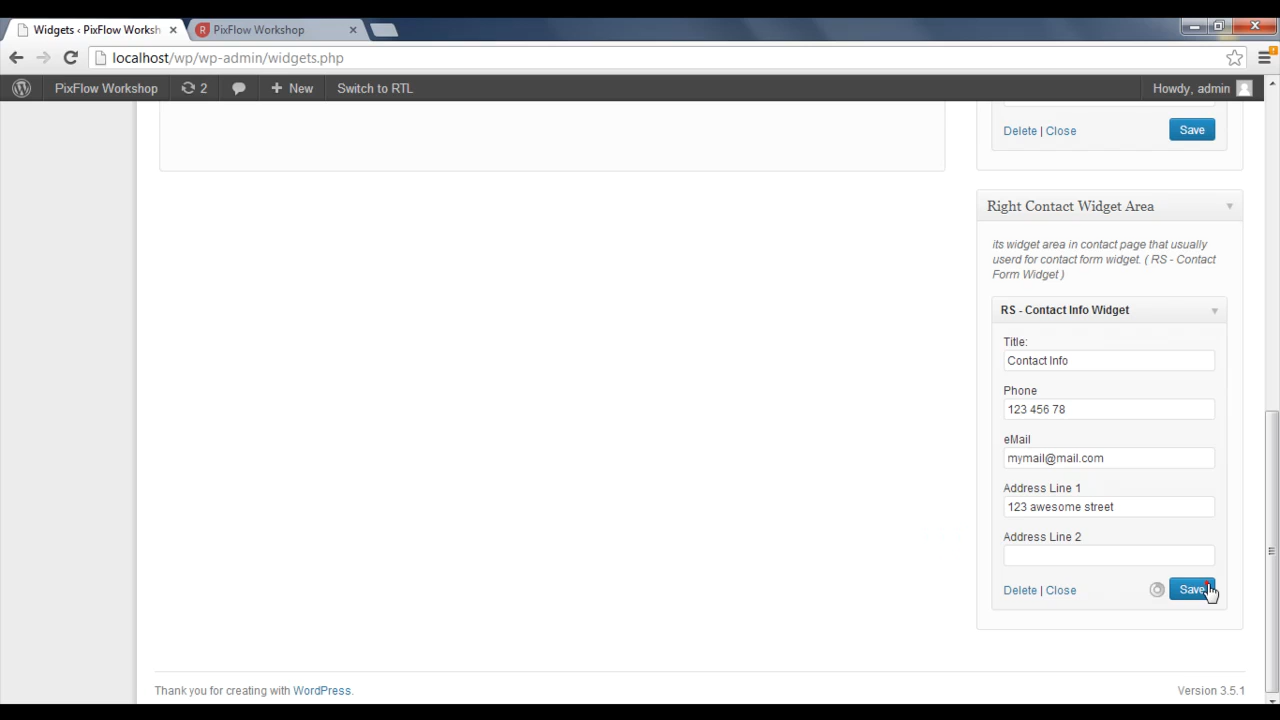 Widgets ‹ PixFlow Worksh
PixFlow Workshop
localhost/wp/wp-admin/widgets.php
PixFlow Workshop
2
New
Switch to RTL
Howdy, admin
Delete | Close
Save
Right Contact Widget Area
its widget area in contact page that usually
userd for contact form widget. ( RS - Contact
Form Widget )
RS - Contact Info Widget
Title:
Contact Info
Phone
123 456 78
eMail
mymail@mail.com
Address Line 1
123 awesome street
Address Line 2
Delete | Close
Save
Thank you for creating with WordPress.
Version 3.5.1